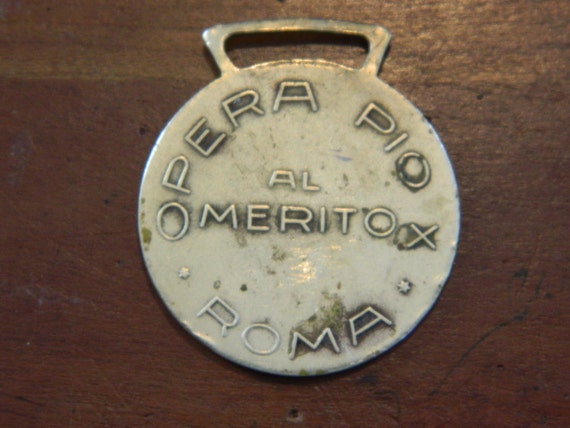 OPERA PIO X
AL
MERITO
* ROMA *